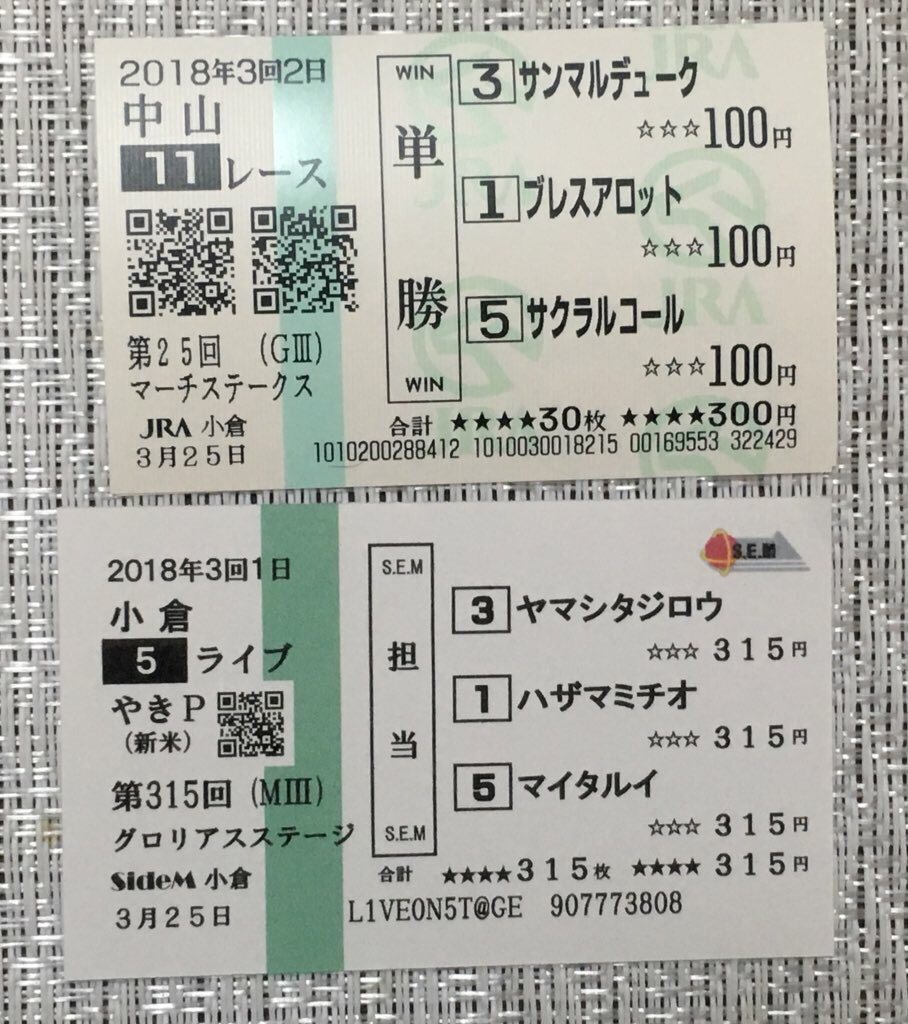 2018年3回2日
中山
11レース
第25回 (GⅢ)
マーチステークス
JRA 小倉
3月25日
WIN
単勝
WIN
3 サンマルデューク
☆☆☆100円
1 ブレスアロット
☆☆☆100円
5 サクラルコール
☆☆☆100円
合計 ★★★★30枚 ★★★★300円
1010200288412 1010030018215 00169553 322429
JRA
JRA
2018年3回1日
小倉
5 ライブ
やきP
(新米)
第315回 (MⅢ)
グロリアスステージ
SideM 小倉
3月25日
S.E.M
担当
S.E.M
S.E.M
3 ヤマシタジロウ
☆☆☆ 315円
1 ハザマミチオ
☆☆☆ 315円
5 マイタルイ
☆☆☆ 315円
合計 ★★★★315枚 ★★★★ 315円
L1VE0N5T@GE 907773808